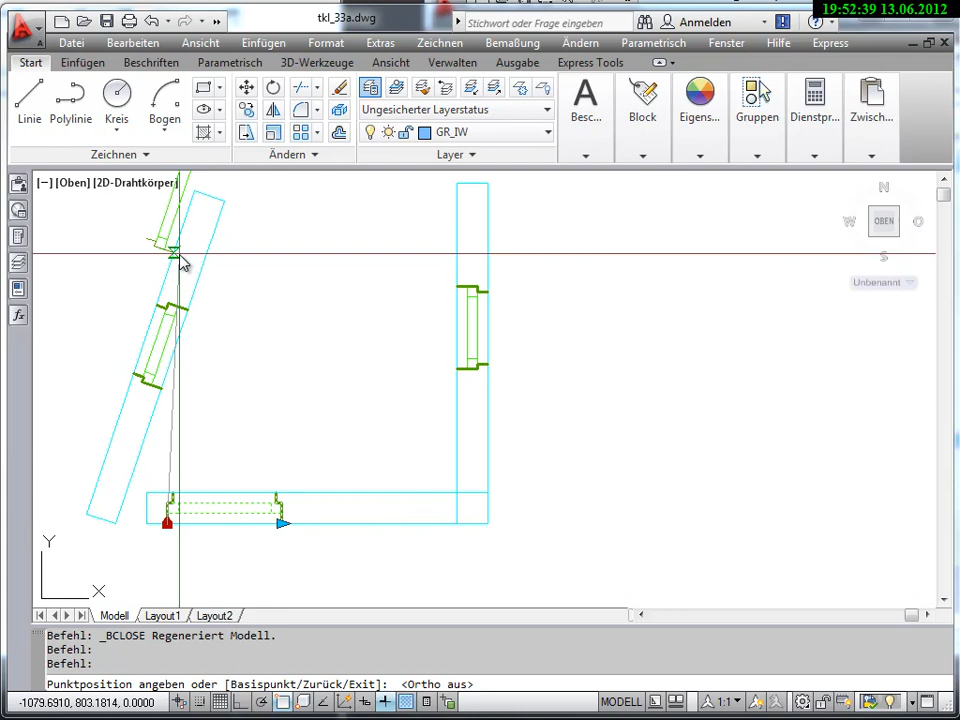 19:52:39 13.06.2012
tkl_33a.dwg
Stichwort oder Frage eingeben
Anmelden
Datei Bearbeiten Ansicht Einfügen Format Extras Zeichnen Bemaßung Ändern Parametrisch Fenster Hilfe Express
Start Einfügen Beschriften Parametrisch 3D-Werkzeuge Ansicht Verwalten Ausgabe Express Tools
Linie Polylinie Kreis Bogen
Ungesicherter Layerstatus
GR_IW
Besc... Block Eigens... Gruppen Dienstpr... Zwisch...
Zeichnen Ändern Layer
[−] [Oben] [2D-Drahtkörper]
N
W OBEN O
S
Unbenannt
Y
X
Modell Layout1 Layout2
Befehl: _BCLOSE Regeneriert Modell.
Befehl:
Befehl:
Punktposition angeben oder [Basispunkt/Zurück/Exit]: <Ortho aus>
-1079.6910, 803.1814, 0.0000
MODELL
1:1